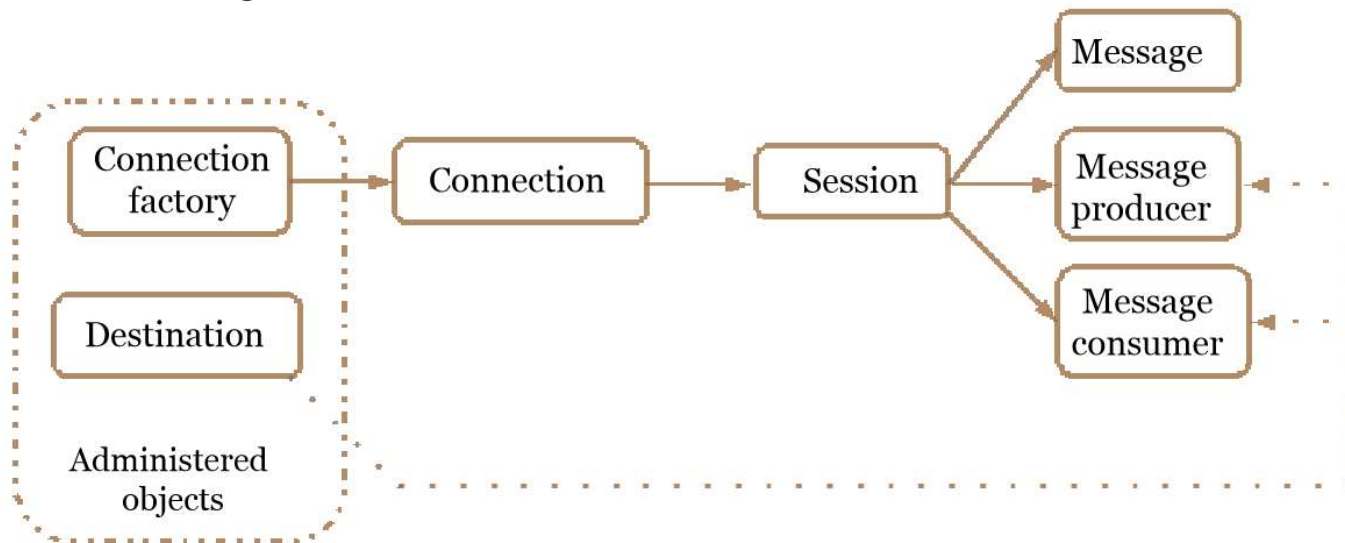 Message
Connection
factory
Connection
Session
Message
producer
Destination
Message
consumer
Administered
objects